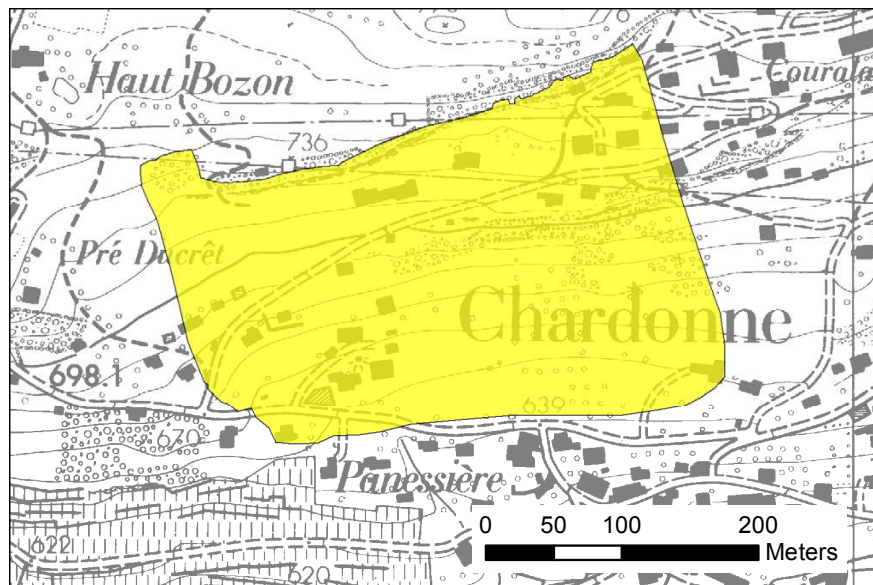 Haut Bozon
Courala
736
Pré Ducrêt
Chardonne
698.1
639
670
Panessière
0 50 100 200
Meters
622
620